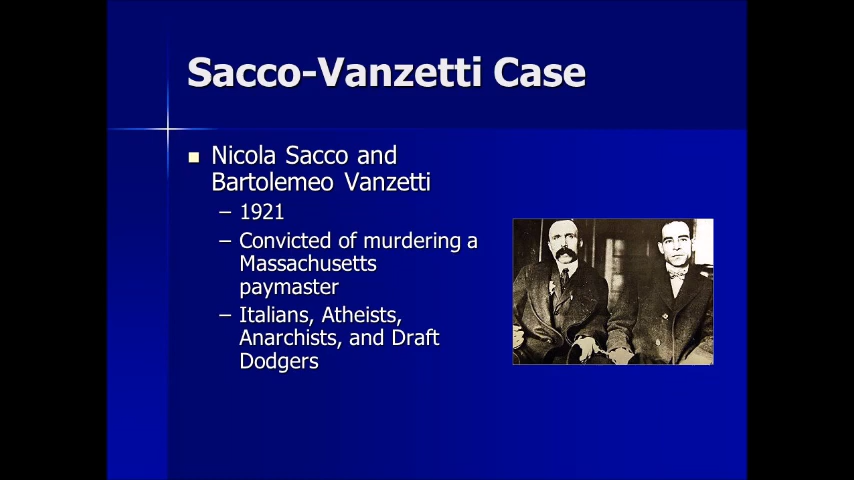 Sacco-Vanzetti Case
■ Nicola Sacco and
Bartolemeo Vanzetti
– 1921
– Convicted of murdering a
Massachusetts
paymaster
– Italians, Atheists,
Anarchists, and Draft
Dodgers